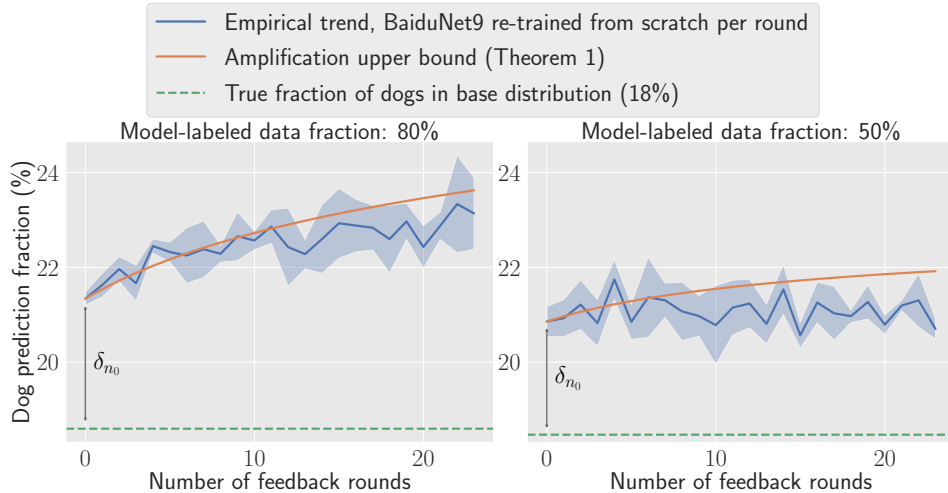 Empirical trend, BaiduNet9 re-trained from scratch per round
Amplification upper bound (Theorem 1)
True fraction of dogs in base distribution (18%)
Model-labeled data fraction: 80%
Model-labeled data fraction: 50%
Dog prediction fraction (%)
24
22
20
δn₀
0
10
20
Number of feedback rounds
24
22
20
δn₀
0
10
20
Number of feedback rounds